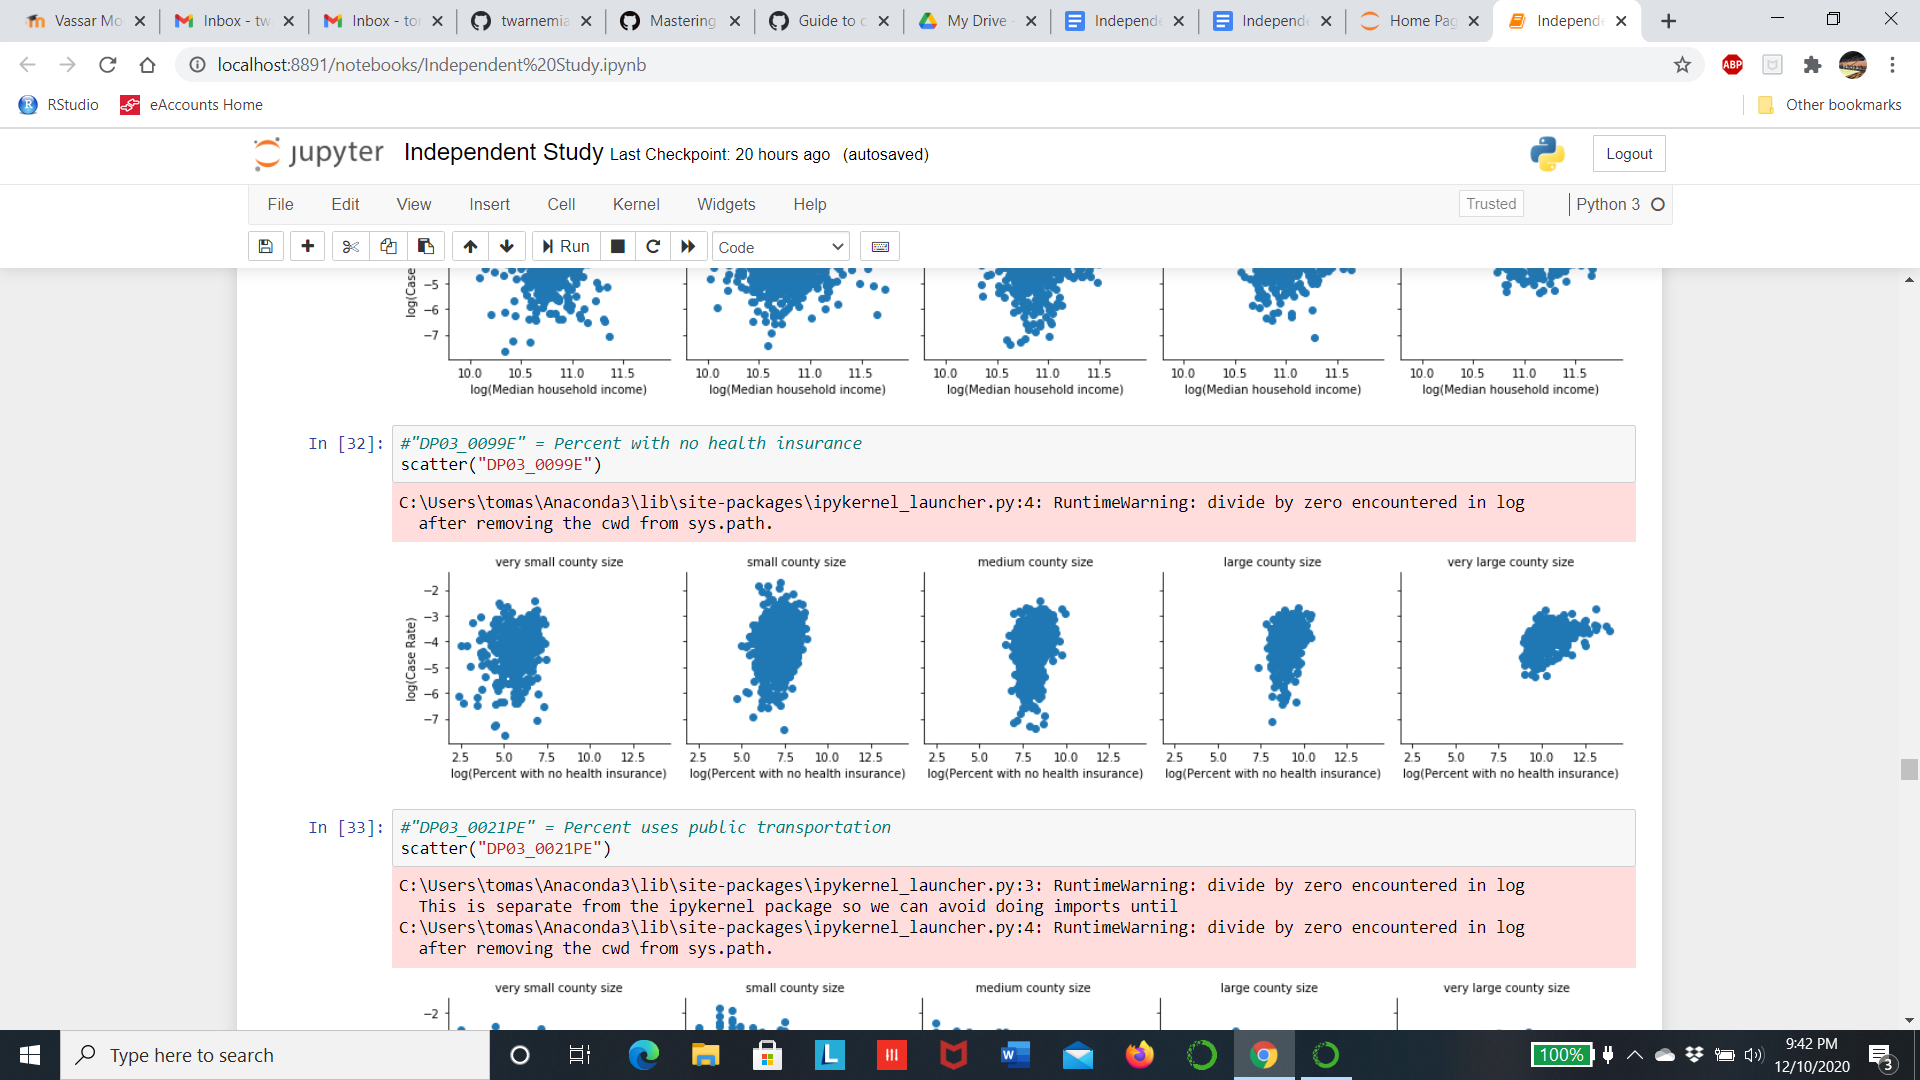 Vassar Mo
Inbox - tw
Inbox - to
twarnemia
Mastering
Guide to c
My Drive -
Independe
Independe
Home Pag
Independe
localhost:8891/notebooks/Independent%20Study.ipynb
ABP
RStudio
eAccounts Home
Other bookmarks
jupyter Independent Study Last Checkpoint: 20 hours ago (autosaved)
Logout
File Edit View Insert Cell Kernel Widgets Help
Trusted
Python 3
Run
Code
log(Case
−5
−6
−7
10.0 10.5 11.0 11.5 10.0 10.5 11.0 11.5 10.0 10.5 11.0 11.5 10.0 10.5 11.0 11.5 10.0 10.5 11.0 11.5
log(Median household income) log(Median household income) log(Median household income) log(Median household income) log(Median household income)
In [32]: #"DP03_0099E" = Percent with no health insurance
scatter("DP03_0099E")
C:\Users\tomas\Anaconda3\lib\site-packages\ipykernel_launcher.py:4: RuntimeWarning: divide by zero encountered in log
after removing the cwd from sys.path.
very small county size small county size medium county size large county size very large county size
log(Case Rate)
−2
−3
−4
−5
−6
−7
2.5 5.0 7.5 10.0 12.5 2.5 5.0 7.5 10.0 12.5 2.5 5.0 7.5 10.0 12.5 2.5 5.0 7.5 10.0 12.5 2.5 5.0 7.5 10.0 12.5
log(Percent with no health insurance) log(Percent with no health insurance) log(Percent with no health insurance) log(Percent with no health insurance) log(Percent with no health insurance)
In [33]: #"DP03_0021PE" = Percent uses public transportation
scatter("DP03_0021PE")
C:\Users\tomas\Anaconda3\lib\site-packages\ipykernel_launcher.py:3: RuntimeWarning: divide by zero encountered in log
This is separate from the ipykernel package so we can avoid doing imports until
C:\Users\tomas\Anaconda3\lib\site-packages\ipykernel_launcher.py:4: RuntimeWarning: divide by zero encountered in log
after removing the cwd from sys.path.
very small county size small county size medium county size large county size very large county size
−2
Type here to search
L
W
100%
9:42 PM
12/10/2020
3